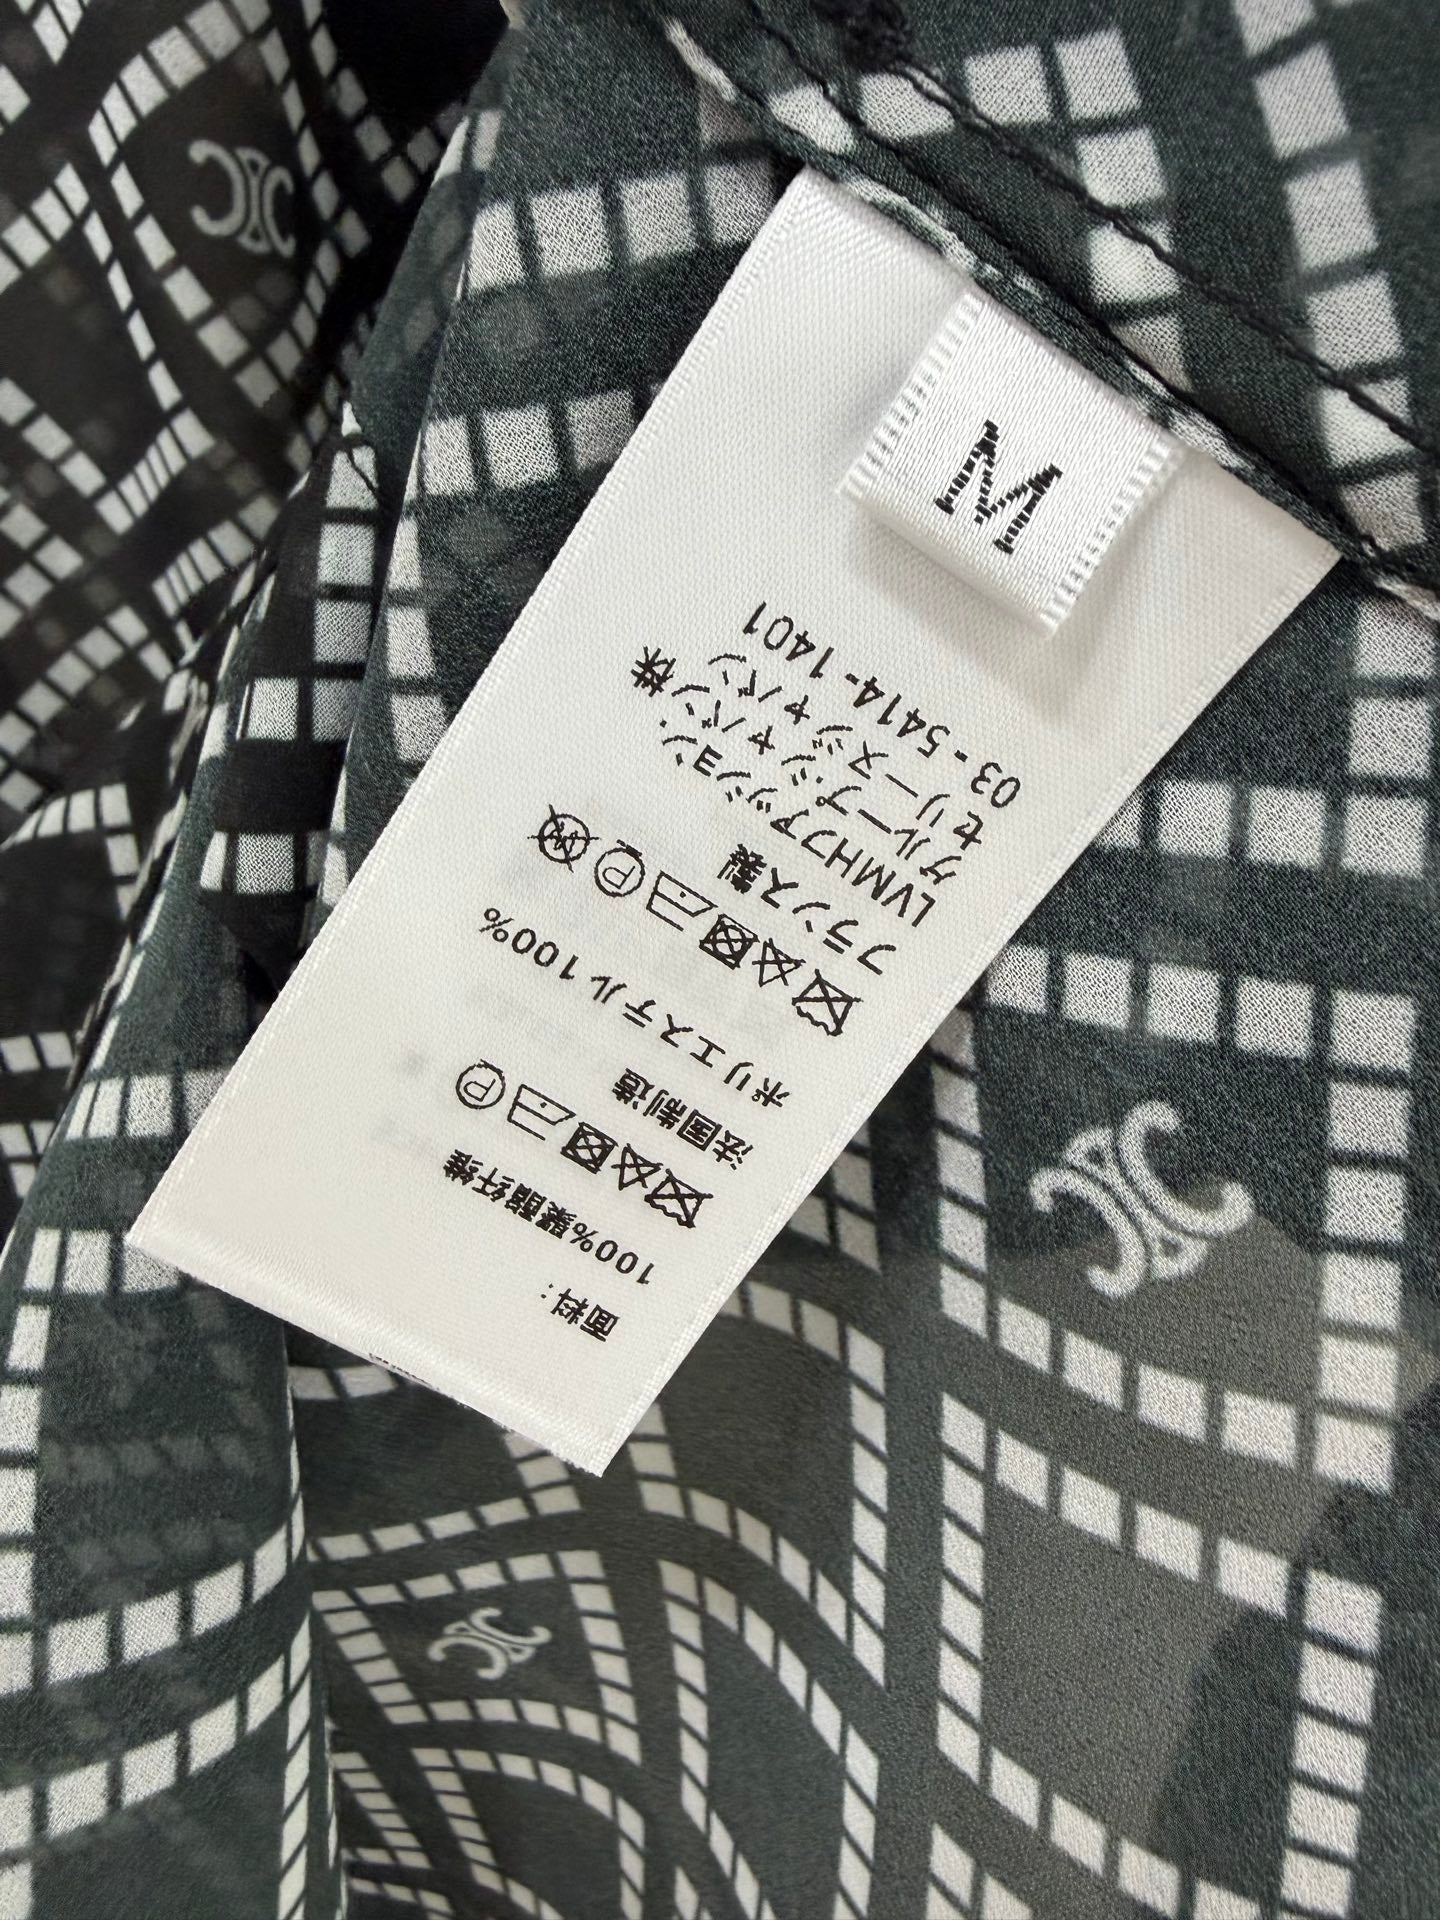 面料:
100%聚酯纤维
P
法国制造
ポリエステル100%
P W
フランス製
LVMHファッション・
グループ・ジャパン株
セリーヌジャパン
03-5414-1401
M